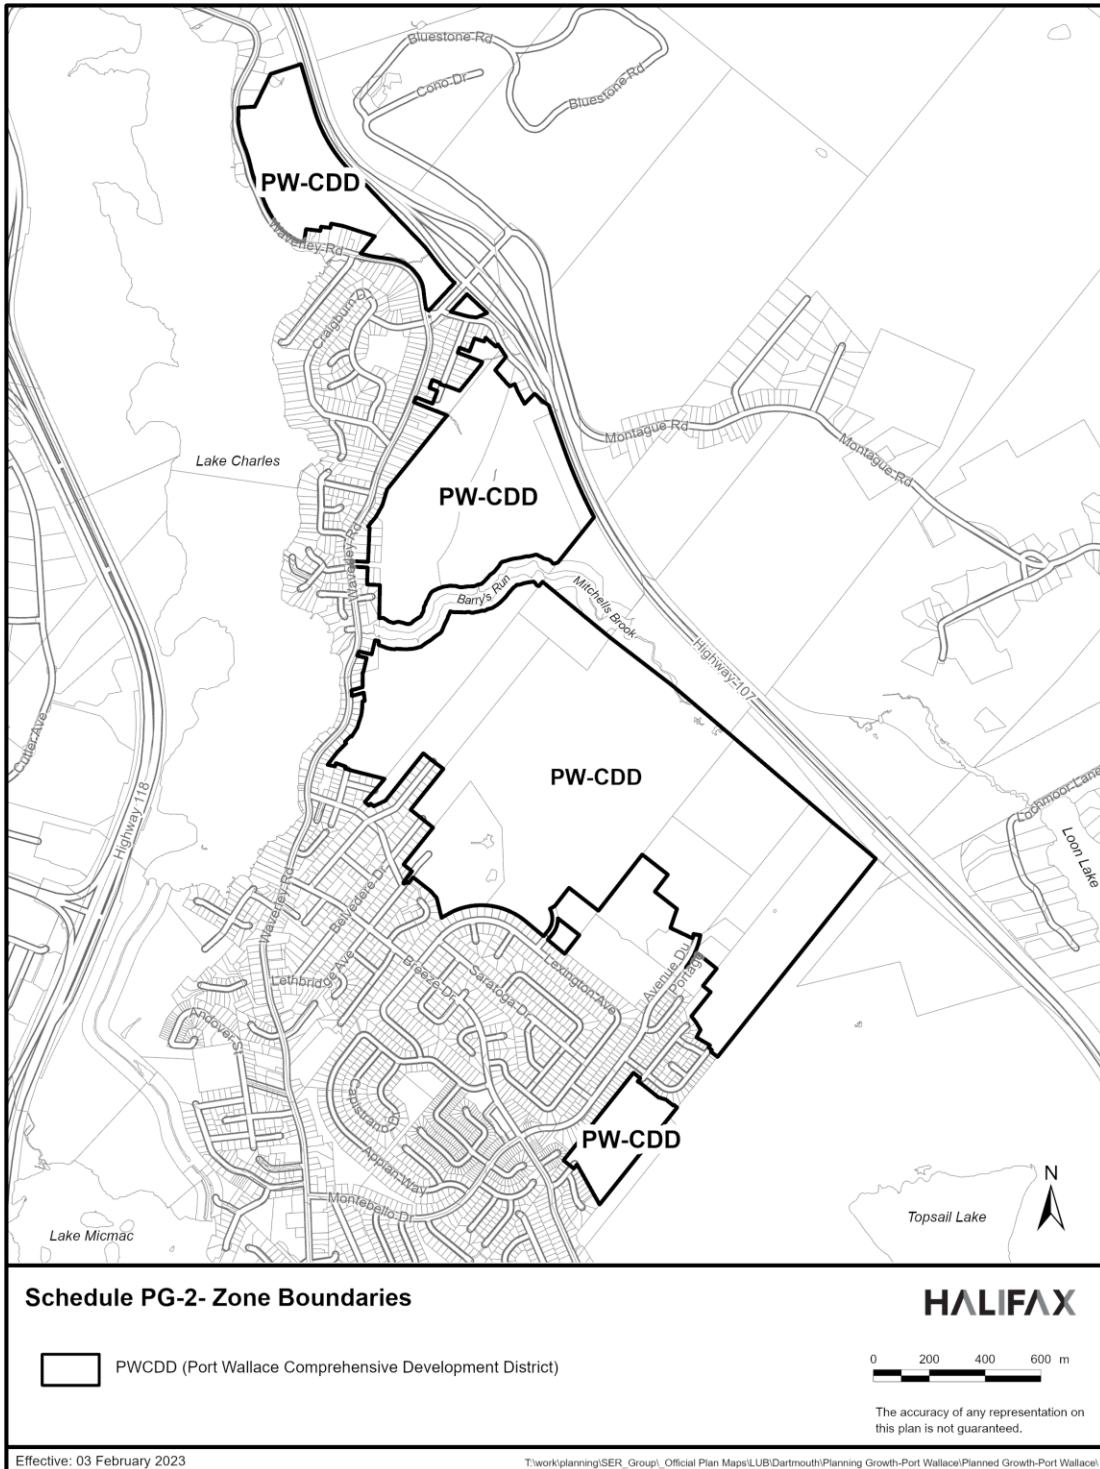 Bluestone Rd
Cono Dr
Bluestone Rd
PW-CDD
Waverley Rd
Craigburn Dr
Montague Rd
Montague Rd
Lake Charles
PW-CDD
Waverley Rd
Barry's Run
Mitchells Brook
Highway 107
Cutler Ave
Highway 118
PW-CDD
Lochmoor Lane
Loon Lake
Waverley Rd
Belvedere Dr
Lethbridge Ave
Breeze Dr
Saratoga Dr
Lexington Ave
Avenue Du
Portage
Andover St
Capistrano Dr
Appian Way
Montebello Dr
PW-CDD
N
Topsail Lake
Lake Micmac
Schedule PG-2- Zone Boundaries
HALIFAX
PWCDD (Port Wallace Comprehensive Development District)
0 200 400 600 m
The accuracy of any representation on
this plan is not guaranteed.
Effective: 03 February 2023
T:\work\planning\SER_Group\_Official Plan Maps\LUB\Dartmouth\Planning Growth-Port Wallace\Planned Growth-Port Wallace\